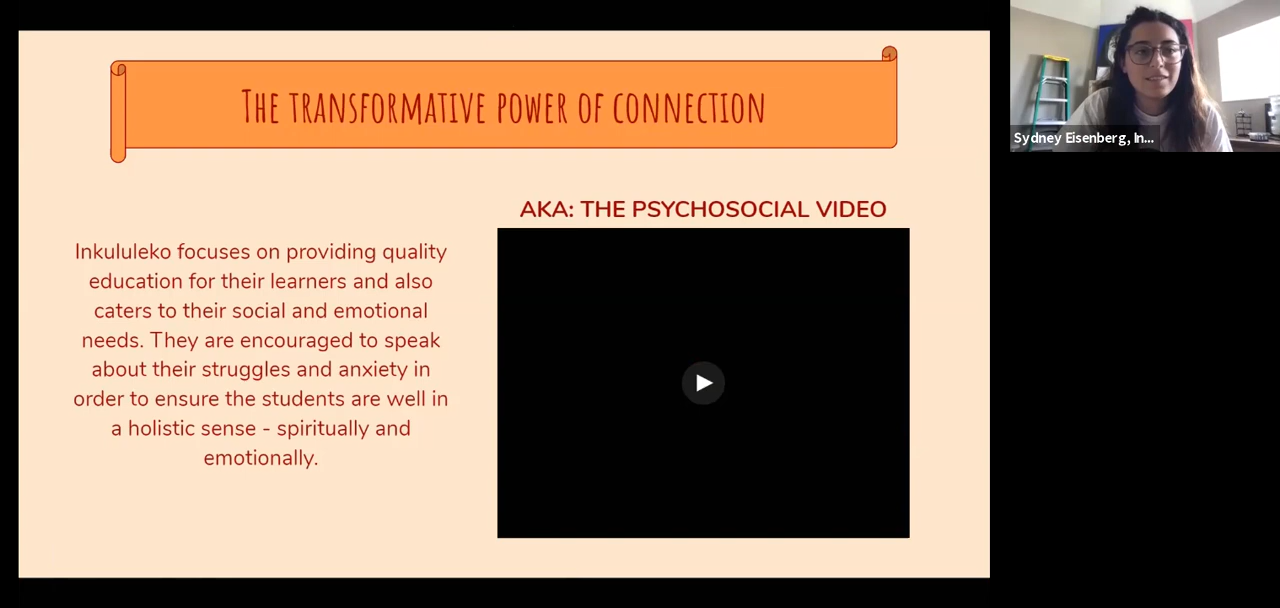 The transformative power of connection
AKA: THE PSYCHOSOCIAL VIDEO
Inkululeko focuses on providing quality
education for their learners and also
caters to their social and emotional
needs. They are encouraged to speak
about their struggles and anxiety in
order to ensure the students are well in
a holistic sense - spiritually and
emotionally.
Sydney Eisenberg, In...